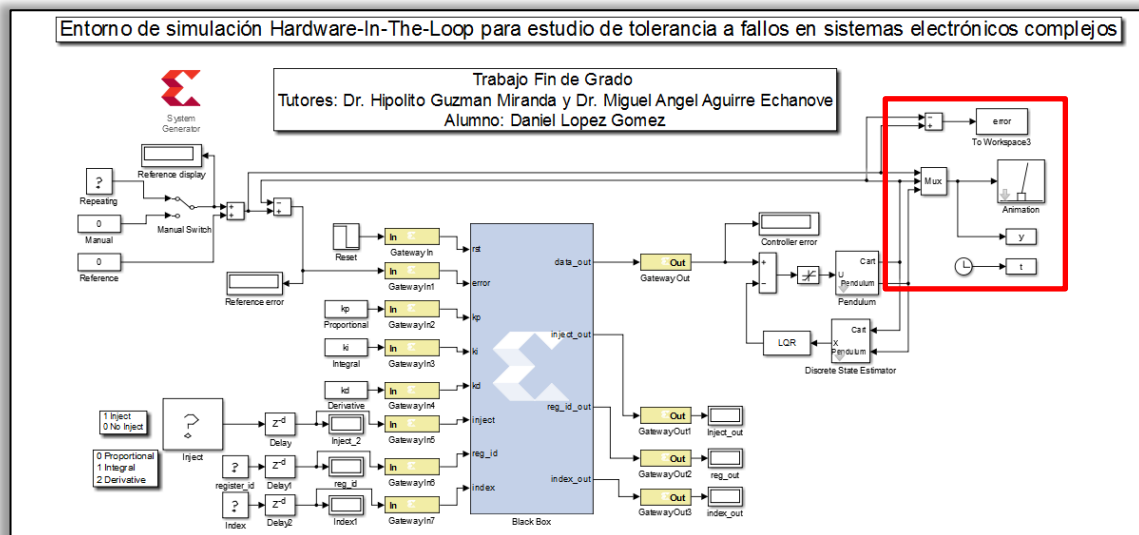 Entorno de simulación Hardware-In-The-Loop para estudio de tolerancia a fallos en sistemas electrónicos complejos
Trabajo Fin de Grado
Tutores: Dr. Hipolito Guzman Miranda y Dr. Miguel Angel Aguirre Echanove
Alumno: Daniel Lopez Gomez
System
Generator
Reference display
?
Repeating
0
Manual
Manual Switch
0
Reference
Reference error
Reset
In
GatewayIn
In
GatewayIn1
kp
Proportional
In
GatewayIn2
ki
Integral
In
GatewayIn3
kd
Derivative
In
GatewayIn4
1 Inject
0 No Inject
0 Proportional
1 Integral
2 Derivative
?
Inject
Z-d
Delay
Inject_2
In
GatewayIn5
?
register_id
Z-d
Delay1
reg_id
In
GatewayIn6
?
Index
Z-d
Delay2
Index1
In
GatewayIn7
rst
error
kp
ki
kd
inject
reg_id
index
data_out
inject_out
reg_id_out
index_out
Black Box
Out
GatewayOut
Controller error
Out
GatewayOut1
Inject_out
Out
GatewayOut2
reg_out
Out
GatewayOut3
index_out
U
Cart
Pendulum
Pendulum
LQR
X
Cart
Pendulum
Discrete State Estimator
error
To Workspace3
Mux
Animation
y
t